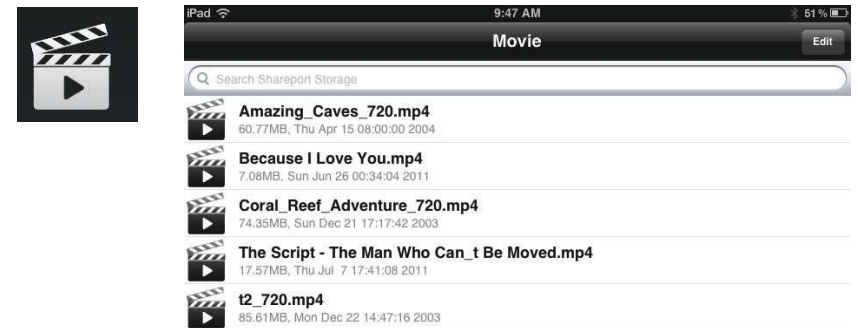 iPad 9:47 AM 51%
Movie Edit
Search Shareport Storage
Amazing_Caves_720.mp4
60.77MB, Thu Apr 15 08:00:00 2004
Because I Love You.mp4
7.08MB, Sun Jun 26 00:34:04 2011
Coral_Reef_Adventure_720.mp4
74.35MB, Sun Dec 21 17:17:42 2003
The Script - The Man Who Can_t Be Moved.mp4
17.57MB, Thu Jul 7 17:41:08 2011
t2_720.mp4
85.61MB, Mon Dec 22 14:47:16 2003